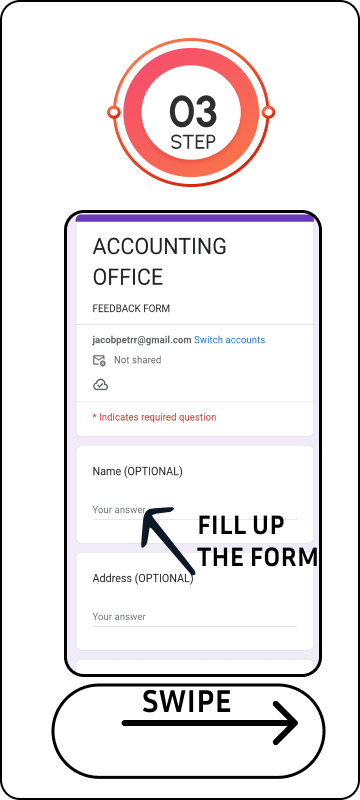 03
STEP
ACCOUNTING
OFFICE
FEEDBACK FORM
jacobpetrr@gmail.com Switch accounts
Not shared
* Indicates required question
Name (OPTIONAL)
Your answer
FILL UP
THE FORM
Address (OPTIONAL)
Your answer
SWIPE